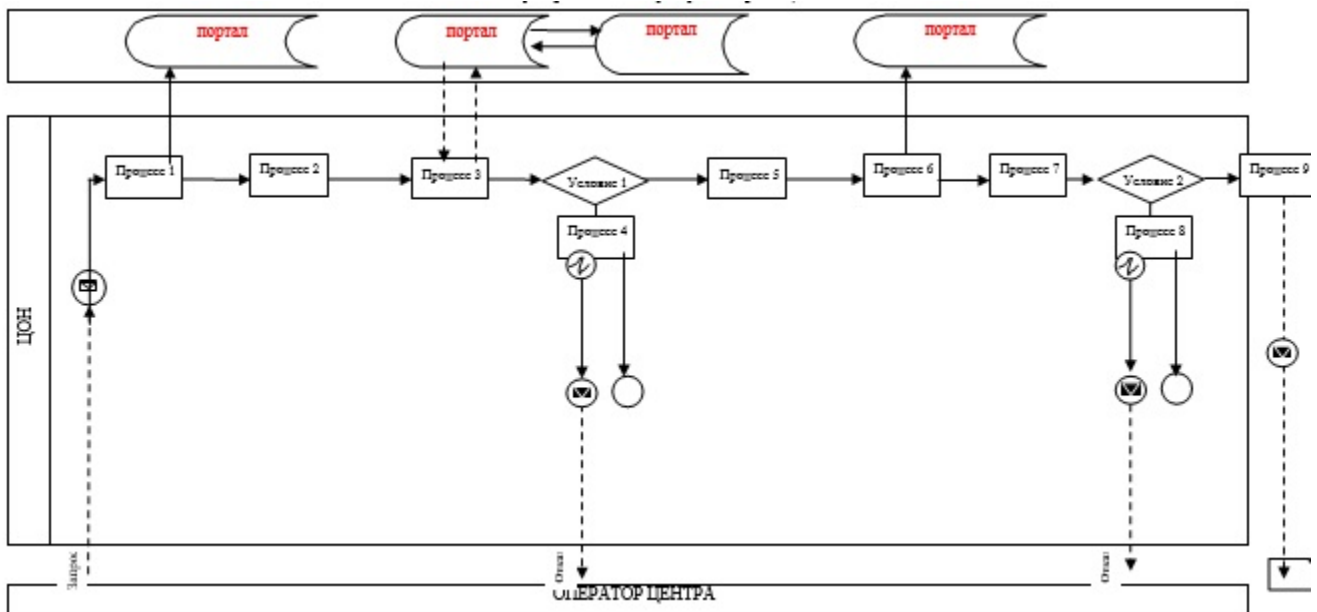 портал
портал
портал
портал
Процесс 1
Процесс 2
Процесс 3
Условие 1
Процесс 5
Процесс 6
Процесс 7
Условие 2
Процесс 9
Процесс 4
Процесс 8
ЦОН
Запрос
Отказ
Отказ
ОПЕРАТОР ЦЕНТРА